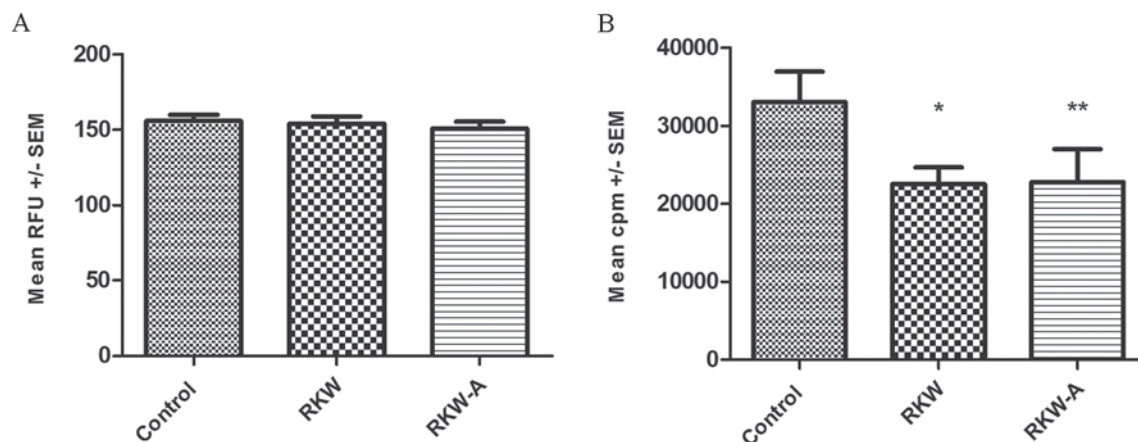 A
Mean RFU +/- SEM
200
150
100
50
0
Control
RKW
RKW-A
B
Mean cpm +/- SEM
40000
30000
20000
10000
0
*
**
Control
RKW
RKW-A